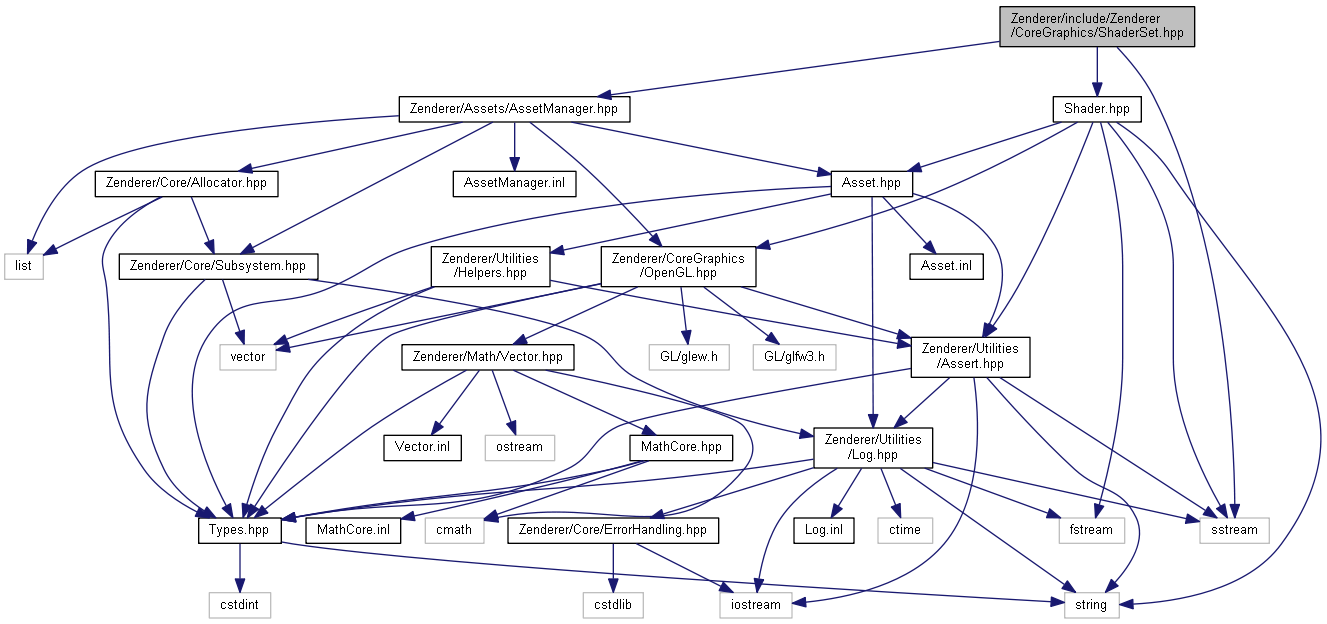 Zenderer/include/Zenderer
/CoreGraphics/ShaderSet.hpp
Zenderer/Assets/AssetManager.hpp
Shader.hpp
Zenderer/Core/Allocator.hpp
AssetManager.inl
Asset.hpp
list
Zenderer/Core/Subsystem.hpp
Zenderer/Utilities
/Helpers.hpp
Zenderer/CoreGraphics
/OpenGL.hpp
Asset.inl
vector
Zenderer/Math/Vector.hpp
GL/glew.h
GL/glfw3.h
Zenderer/Utilities
/Assert.hpp
Vector.inl
ostream
MathCore.hpp
Zenderer/Utilities
/Log.hpp
Types.hpp
MathCore.inl
cmath
Zenderer/Core/ErrorHandling.hpp
Log.inl
ctime
fstream
sstream
cstdint
cstdlib
iostream
string